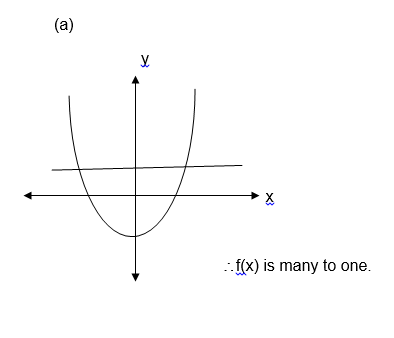 (a)
y
x
∴f(x) is many to one.